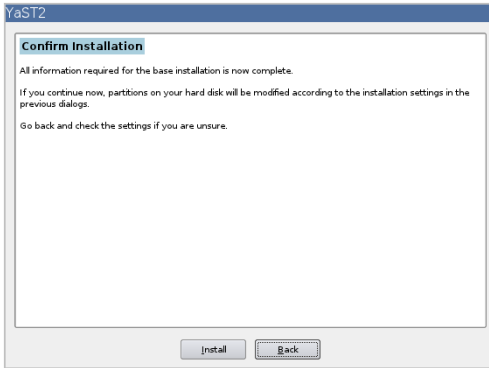 YaST2
Confirm Installation
All information required for the base installation is now complete.
If you continue now, partitions on your hard disk will be modified according to the installation settings in the
previous dialogs.
Go back and check the settings if you are unsure.
Install Back